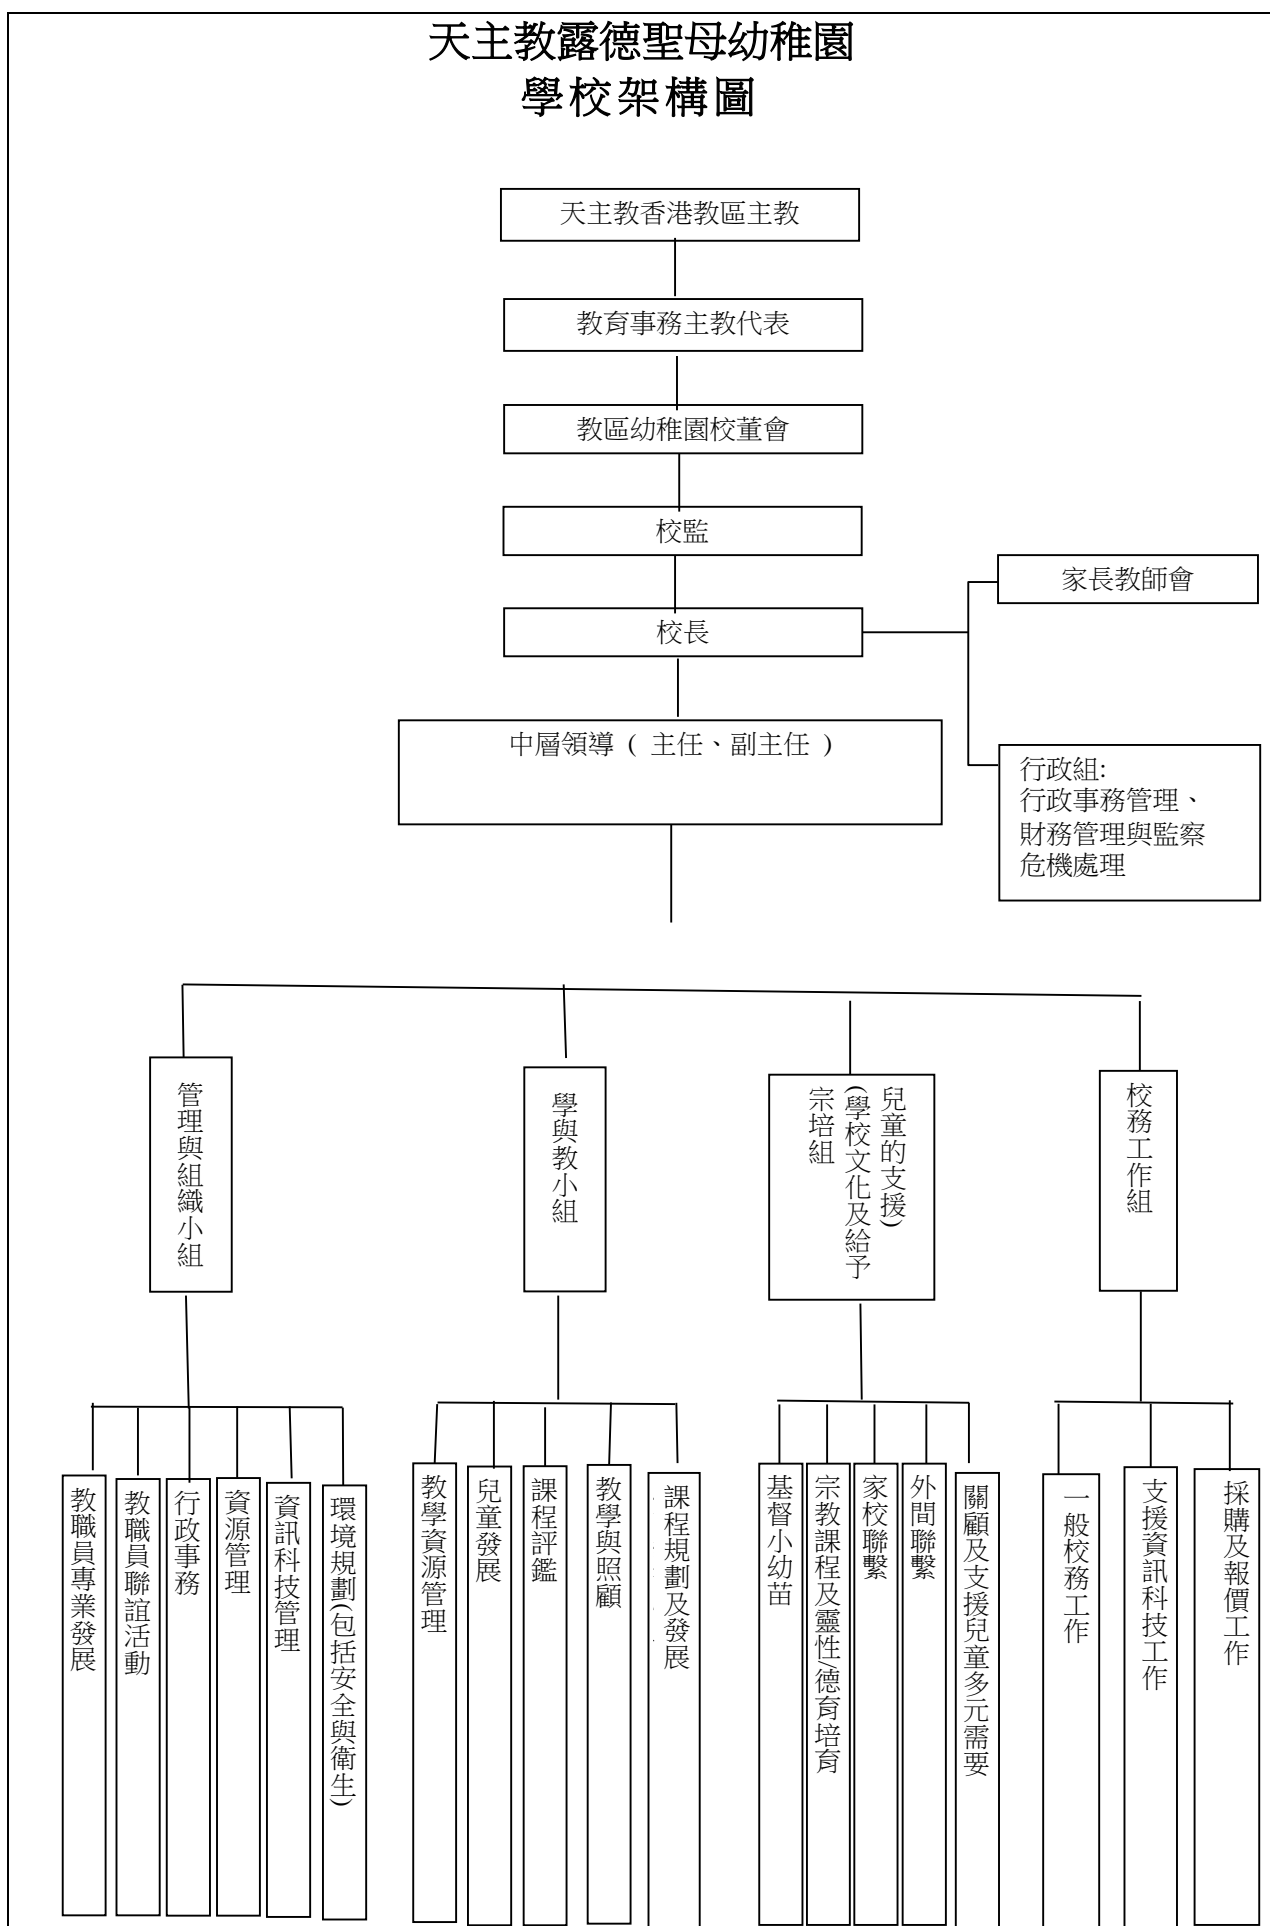 天主教露德聖母幼稚園
學校架構圖
天主教香港教區主教
教育事務主教代表
教區幼稚園校董會
校監
家長教師會
校長
中層領導 ( 主任、副主任 )
行政組:
行政事務管理、
財務管理與監察
危機處理
管理與組織小組
學與教小組
宗培組
(學校文化及給予
兒童的支援)
校務工作組
教職員專業發展
教職員聯誼活動
行政事務
資源管理
資訊科技管理
環境規劃(包括安全與衛生)
教學資源管理
兒童發展
課程評鑑
教學與照顧
課程規劃及發展
基督小幼苗
宗教課程及靈性/德育培育
家校聯繫
外間聯繫
關顧及支援兒童多元需要
一般校務工作
支援資訊科技工作
採購及報價工作